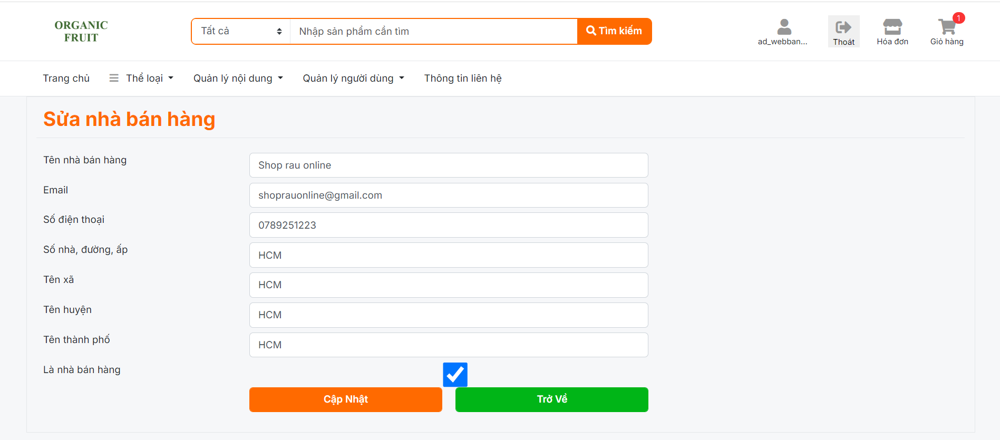 ORGANIC
FRUIT
Tất cả
Nhập sản phẩm cần tìm
Tìm kiếm
ad_webban...
Thoát
Hóa đơn
1
Giỏ hàng
Trang chủ
Thể loại
Quản lý nội dung
Quản lý người dùng
Thông tin liên hệ
Sửa nhà bán hàng
Tên nhà bán hàng
Shop rau online
Email
shoprauonline@gmail.com
Số điện thoại
0789251223
Số nhà, đường, ấp
HCM
Tên xã
HCM
Tên huyện
HCM
Tên thành phố
HCM
Là nhà bán hàng
Cập Nhật
Trở Về